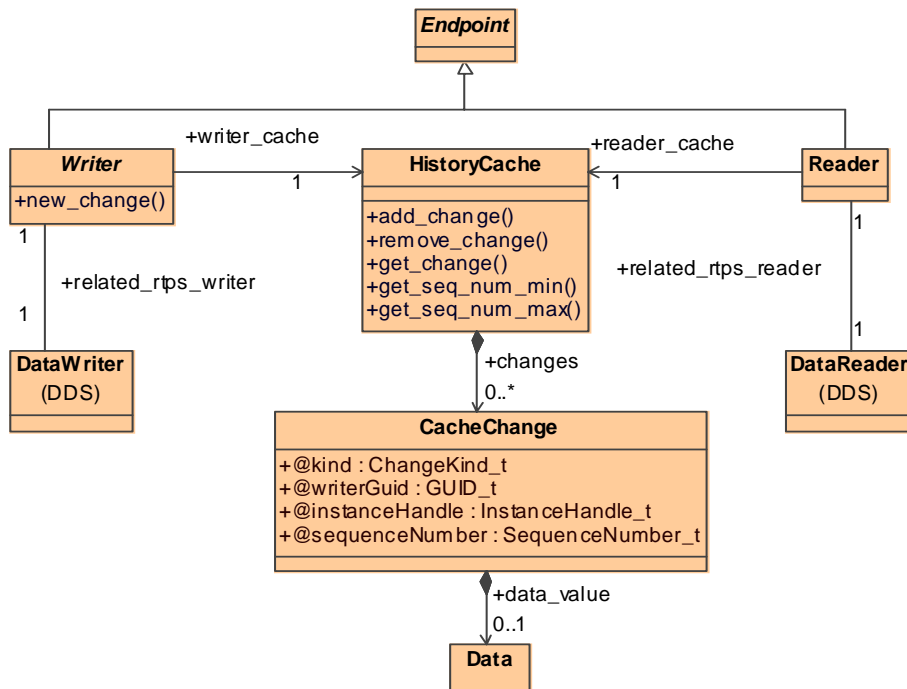 Endpoint
+writer_cache
+reader_cache
Writer
+new_change()
1
HistoryCache
+add_change()
+remove_change()
+get_change()
+get_seq_num_min()
+get_seq_num_max()
1
Reader
1
+related_rtps_writer
1
DataWriter
(DDS)
1
+related_rtps_reader
1
DataReader
(DDS)
+changes
0..*
CacheChange
+@kind : ChangeKind_t
+@writerGuid : GUID_t
+@instanceHandle : InstanceHandle_t
+@sequenceNumber : SequenceNumber_t
+data_value
0..1
Data